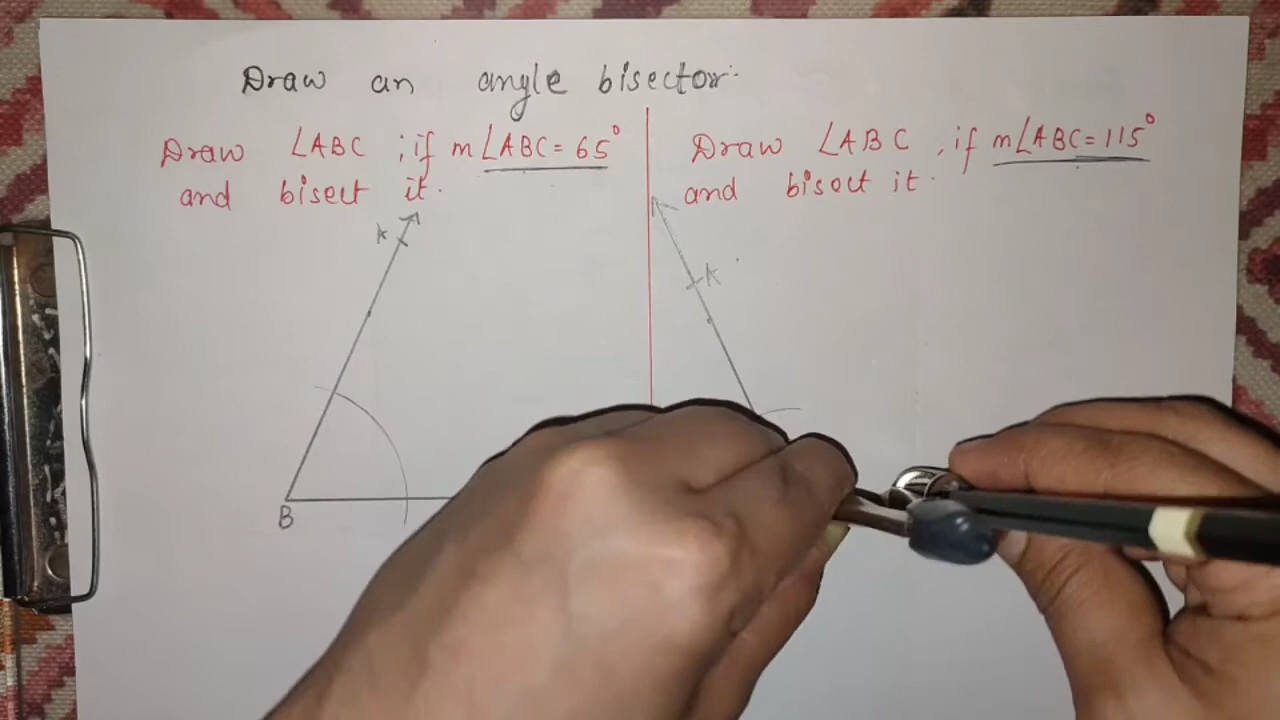 Draw an angle bisector.
Draw ∠ABC ; if m∠ABC = 65°
and bisect it.
Draw ∠ABC , if m∠ABC = 115°
and bisect it.
A
B
A